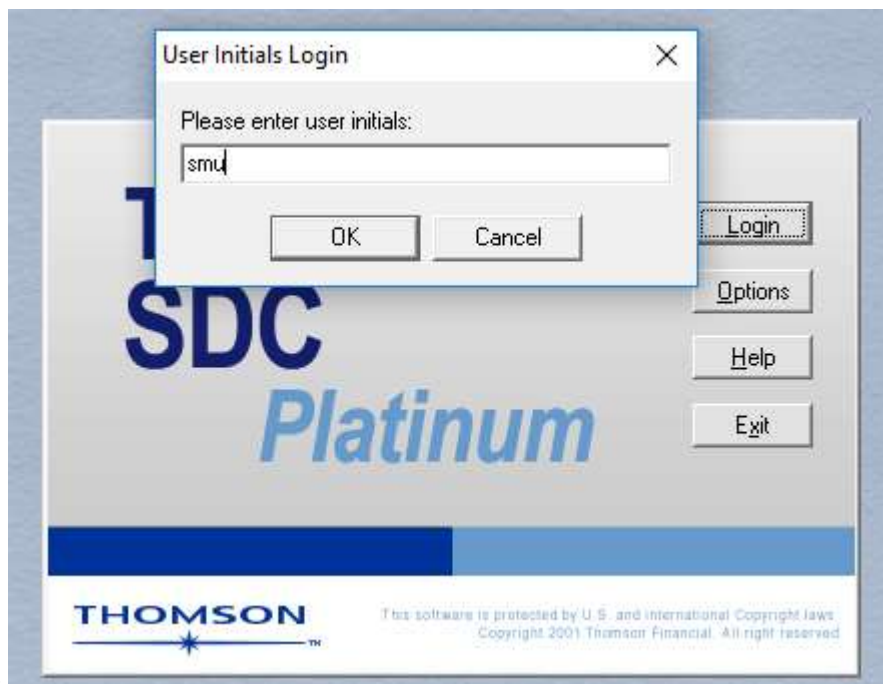 User Initials Login
Please enter user initials:
smu
OK
Cancel
Login
SDC
Options
Help
Platinum
Exit
THOMSON
TM
This software is protected by U.S. and international Copyright laws
Copyright 2001 Thomson Financial. All right reserved